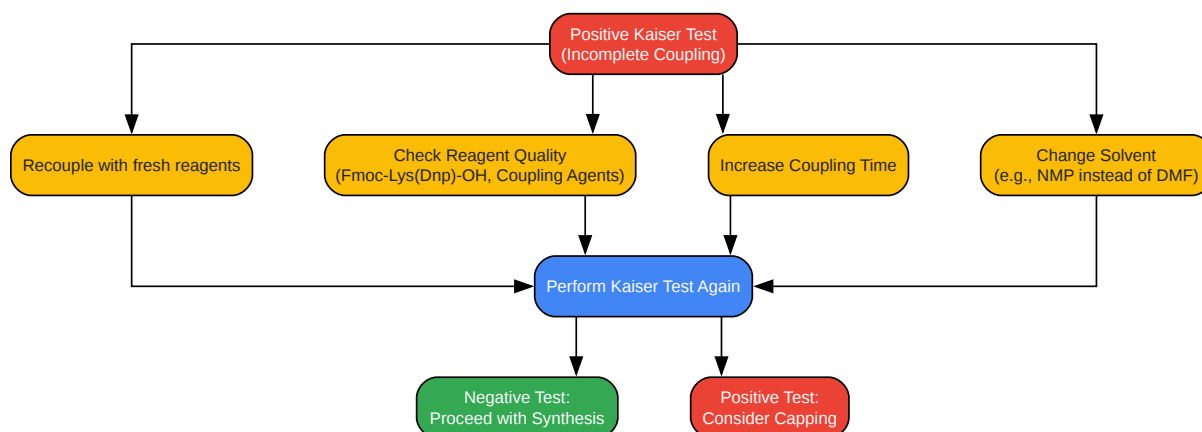 Positive Kaiser Test
(Incomplete Coupling)
Recouple with fresh reagents
Check Reagent Quality
(Fmoc-Lys(Dnp)-OH, Coupling Agents)
Increase Coupling Time
Change Solvent
(e.g., NMP instead of DMF)
Perform Kaiser Test Again
Negative Test:
Proceed with Synthesis
Positive Test:
Consider Capping